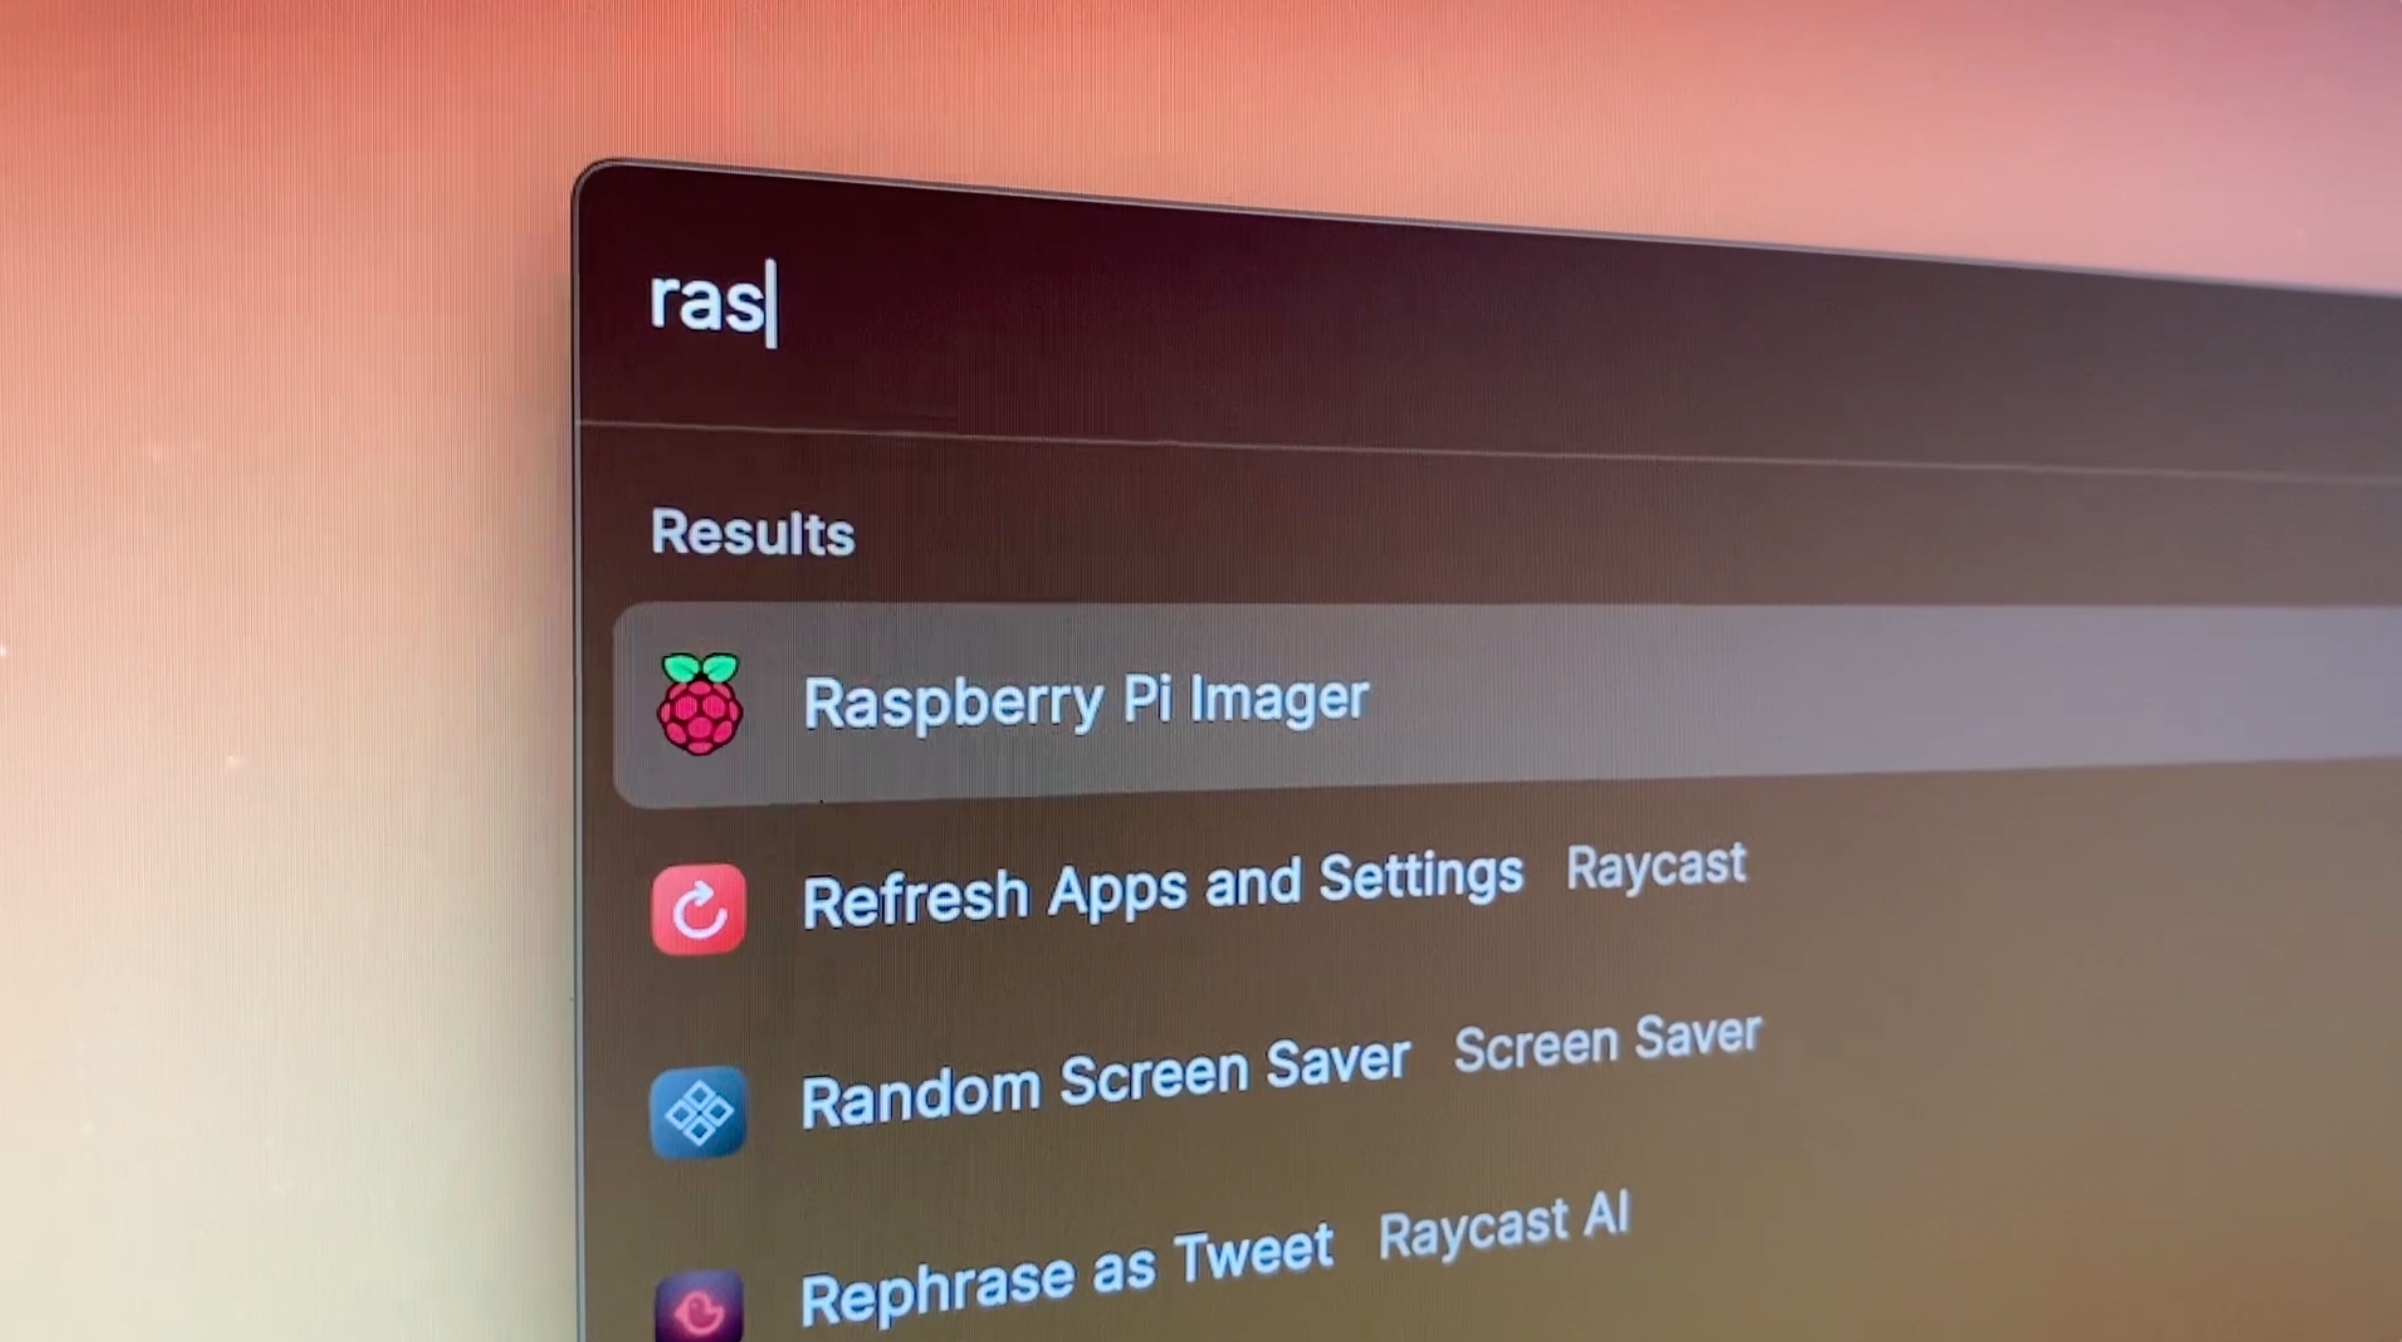 ras
Results
Raspberry Pi Imager
Refresh Apps and Settings Raycast
Random Screen Saver Screen Saver
Rephrase as Tweet Raycast AI